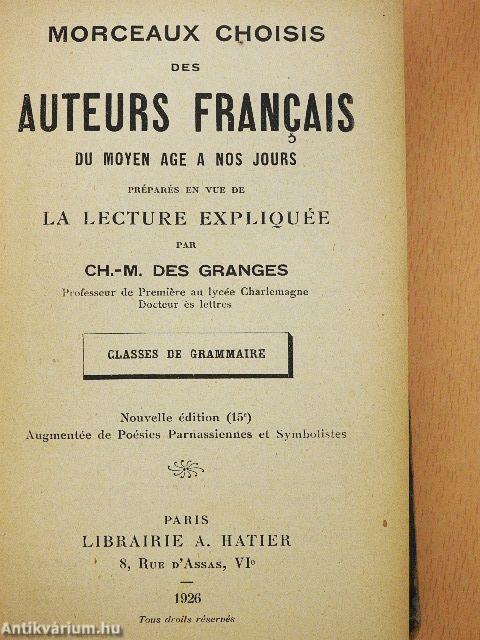 MORCEAUX CHOISIS
DES
AUTEURS FRANÇAIS
DU MOYEN AGE A NOS JOURS
PRÉPARÉS EN VUE DE
LA LECTURE EXPLIQUÉE
PAR
CH.-M. DES GRANGES
Professeur de Première au lycée Charlemagne
Docteur ès lettres
CLASSES DE GRAMMAIRE
Nouvelle édition (15e)
Augmentée de Poésies Parnassiennes et Symbolistes
PARIS
LIBRAIRIE A. HATIER
8, RUE D'ASSAS, VIe
1926
Tous droits réservés
Antikvárium.hu